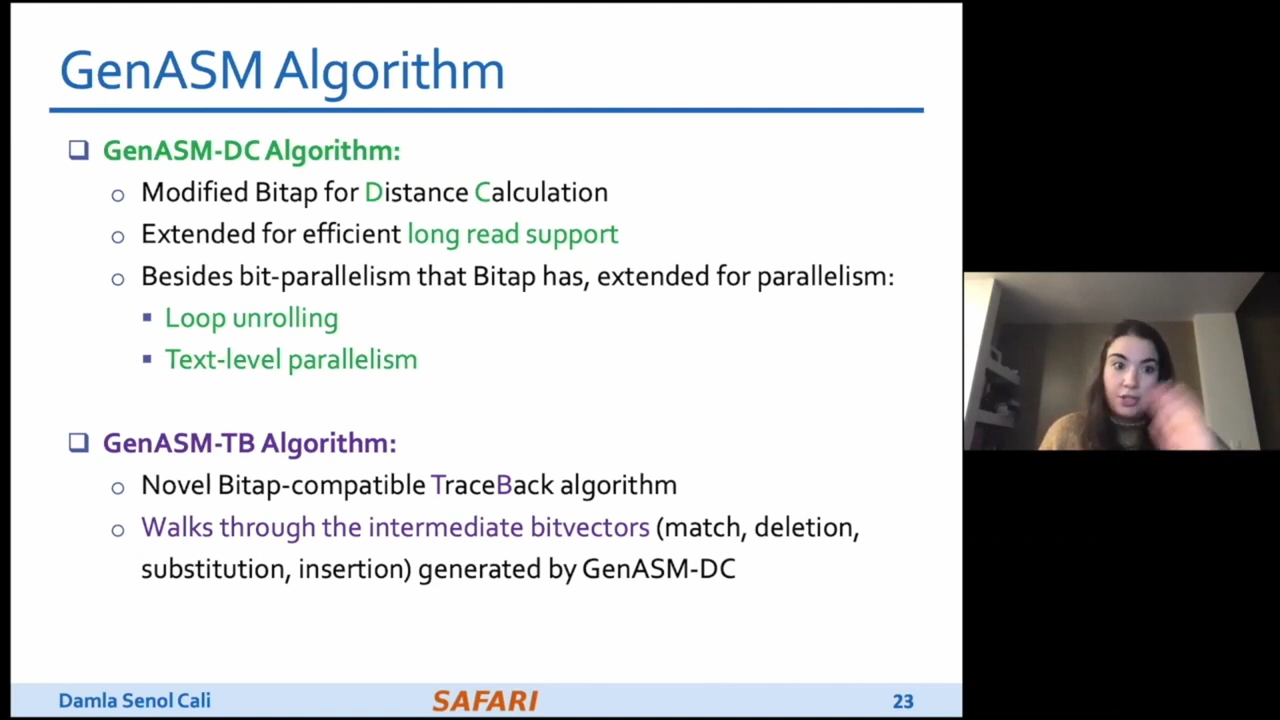 GenASM Algorithm
GenASM-DC Algorithm:
Modified Bitap for Distance Calculation
Extended for efficient long read support
Besides bit-parallelism that Bitap has, extended for parallelism:
Loop unrolling
Text-level parallelism
GenASM-TB Algorithm:
Novel Bitap-compatible TraceBack algorithm
Walks through the intermediate bitvectors (match, deletion,
substitution, insertion) generated by GenASM-DC
Damla Senol Cali
SAFARI
23